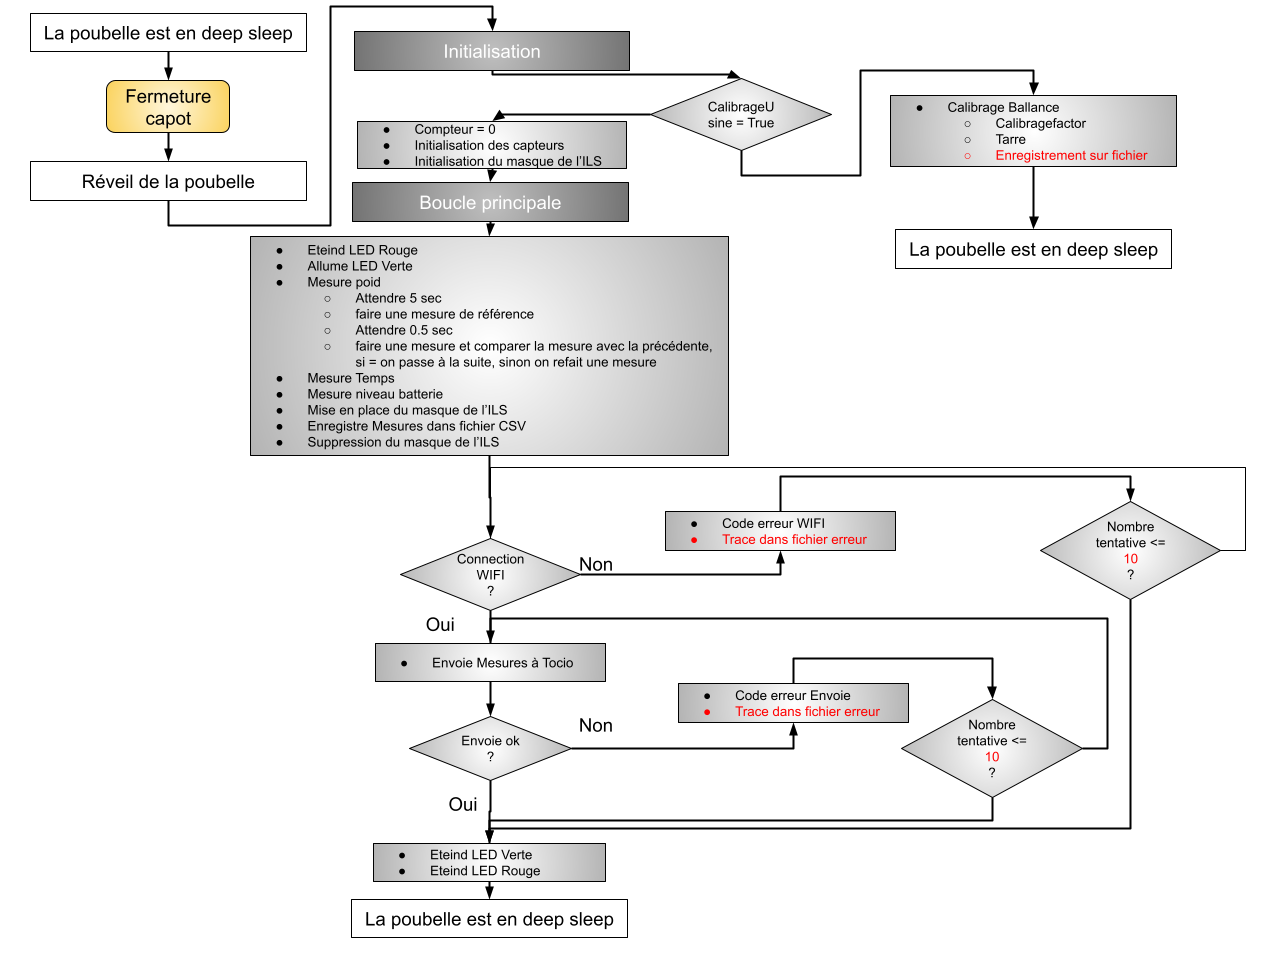 La poubelle est en deep sleep
Fermeture
capot
Réveil de la poubelle
Initialisation
CalibrageU
sine = True
● Compteur = 0
● Initialisation des capteurs
● Initialisation du masque de l'ILS
● Calibrage Ballance
○ Calibragefactor
○ Tarre
○ Enregistrement sur fichier
La poubelle est en deep sleep
Boucle principale
● Eteind LED Rouge
● Allume LED Verte
● Mesure poid
○ Attendre 5 sec
○ faire une mesure de référence
○ Attendre 0.5 sec
○ faire une mesure et comparer la mesure avec la précédente,
si = on passe à la suite, sinon on refait une mesure
● Mesure Temps
● Mesure niveau batterie
● Mise en place du masque de l'ILS
● Enregistre Mesures dans fichier CSV
● Suppression du masque de l'ILS
Connection
WIFI
?
Non
● Code erreur WIFI
● Trace dans fichier erreur
Nombre
tentative <=
10
?
Oui
● Envoie Mesures à Tocio
Envoie ok
?
Non
● Code erreur Envoie
● Trace dans fichier erreur
Nombre
tentative <=
10
?
Oui
● Eteind LED Verte
● Eteind LED Rouge
La poubelle est en deep sleep